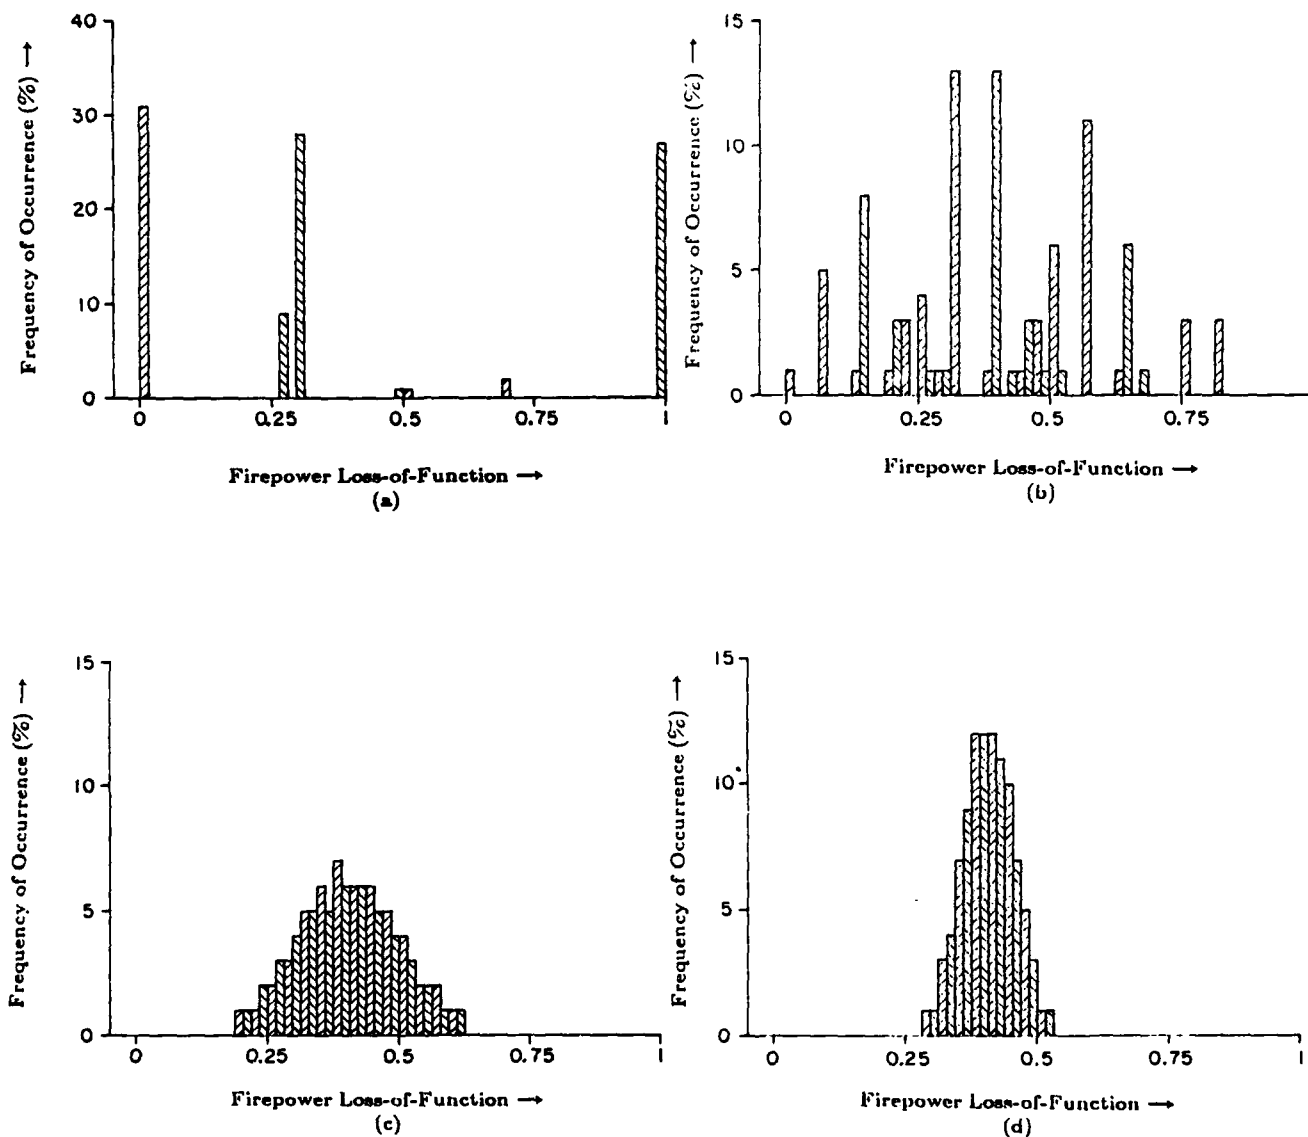 Frequency of Occurrence (%) →
40
30
20
10
0
0 0.25 0.5 0.75 1
Firepower Loss-of-Function →
(a)
Frequency of Occurrence (%) →
15
10
5
0
0 0.25 0.5 0.75
Firepower Loss-of-Function →
(b)
Frequency of Occurrence (%) →
15
10
5
0
0 0.25 0.5 0.75 1
Firepower Loss-of-Function →
(c)
Frequency of Occurrence (%) →
15
10
5
0
0 0.25 0.5 0.75 1
Firepower Loss-of-Function →
(d)